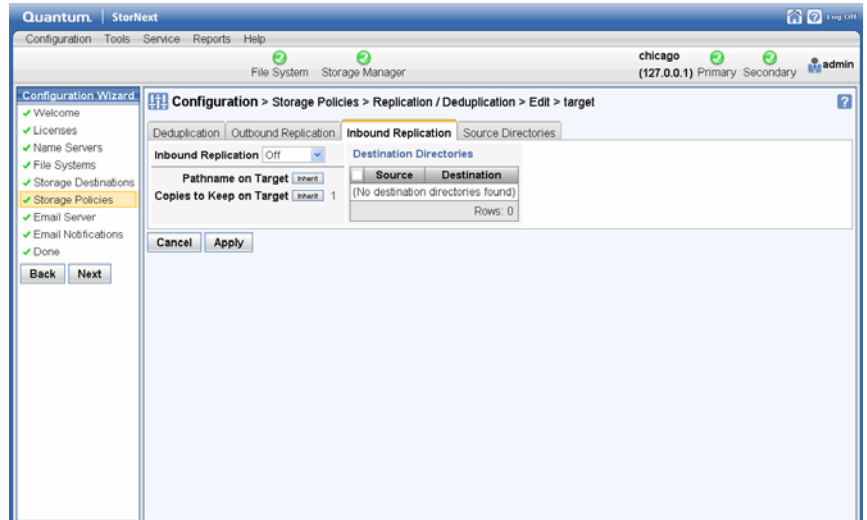 Quantum. StorNext
Log Off
Configuration Tools Service Reports Help
File System Storage Manager
chicago
(127.0.0.1) Primary Secondary
admin
Configuration Wizard
Welcome
Licenses
Name Servers
File Systems
Storage Destinations
Storage Policies
Email Server
Email Notifications
Done
Back Next
Configuration > Storage Policies > Replication / Deduplication > Edit > target
?
Deduplication Outbound Replication Inbound Replication Source Directories
Inbound Replication Off
Pathname on Target Inherit
Copies to Keep on Target Inherit 1
Destination Directories
Source Destination
(No destination directories found)
Rows: 0
Cancel Apply